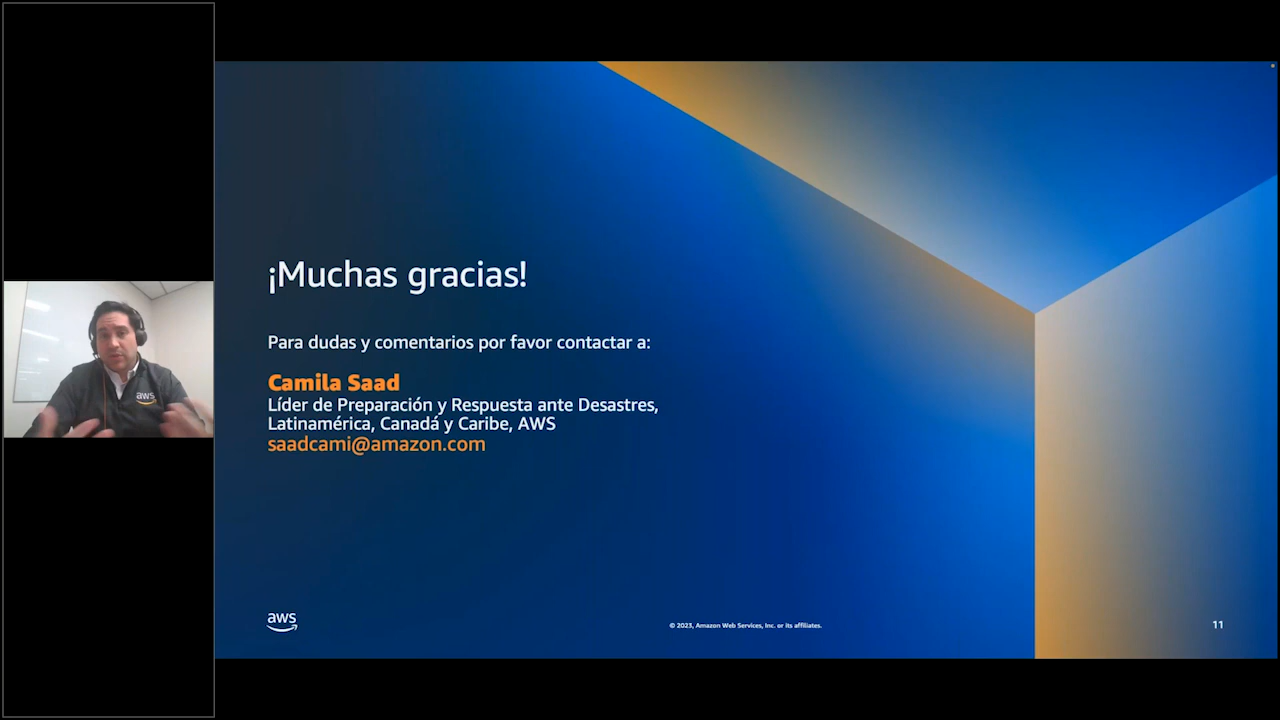 ¡Muchas gracias!
Para dudas y comentarios por favor contactar a:
Camila Saad
Líder de Preparación y Respuesta ante Desastres,
Latinamérica, Canadá y Caribe, AWS
saadcami@amazon.com
aws
aws
© 2023, Amazon Web Services, Inc. or its affiliates.
11